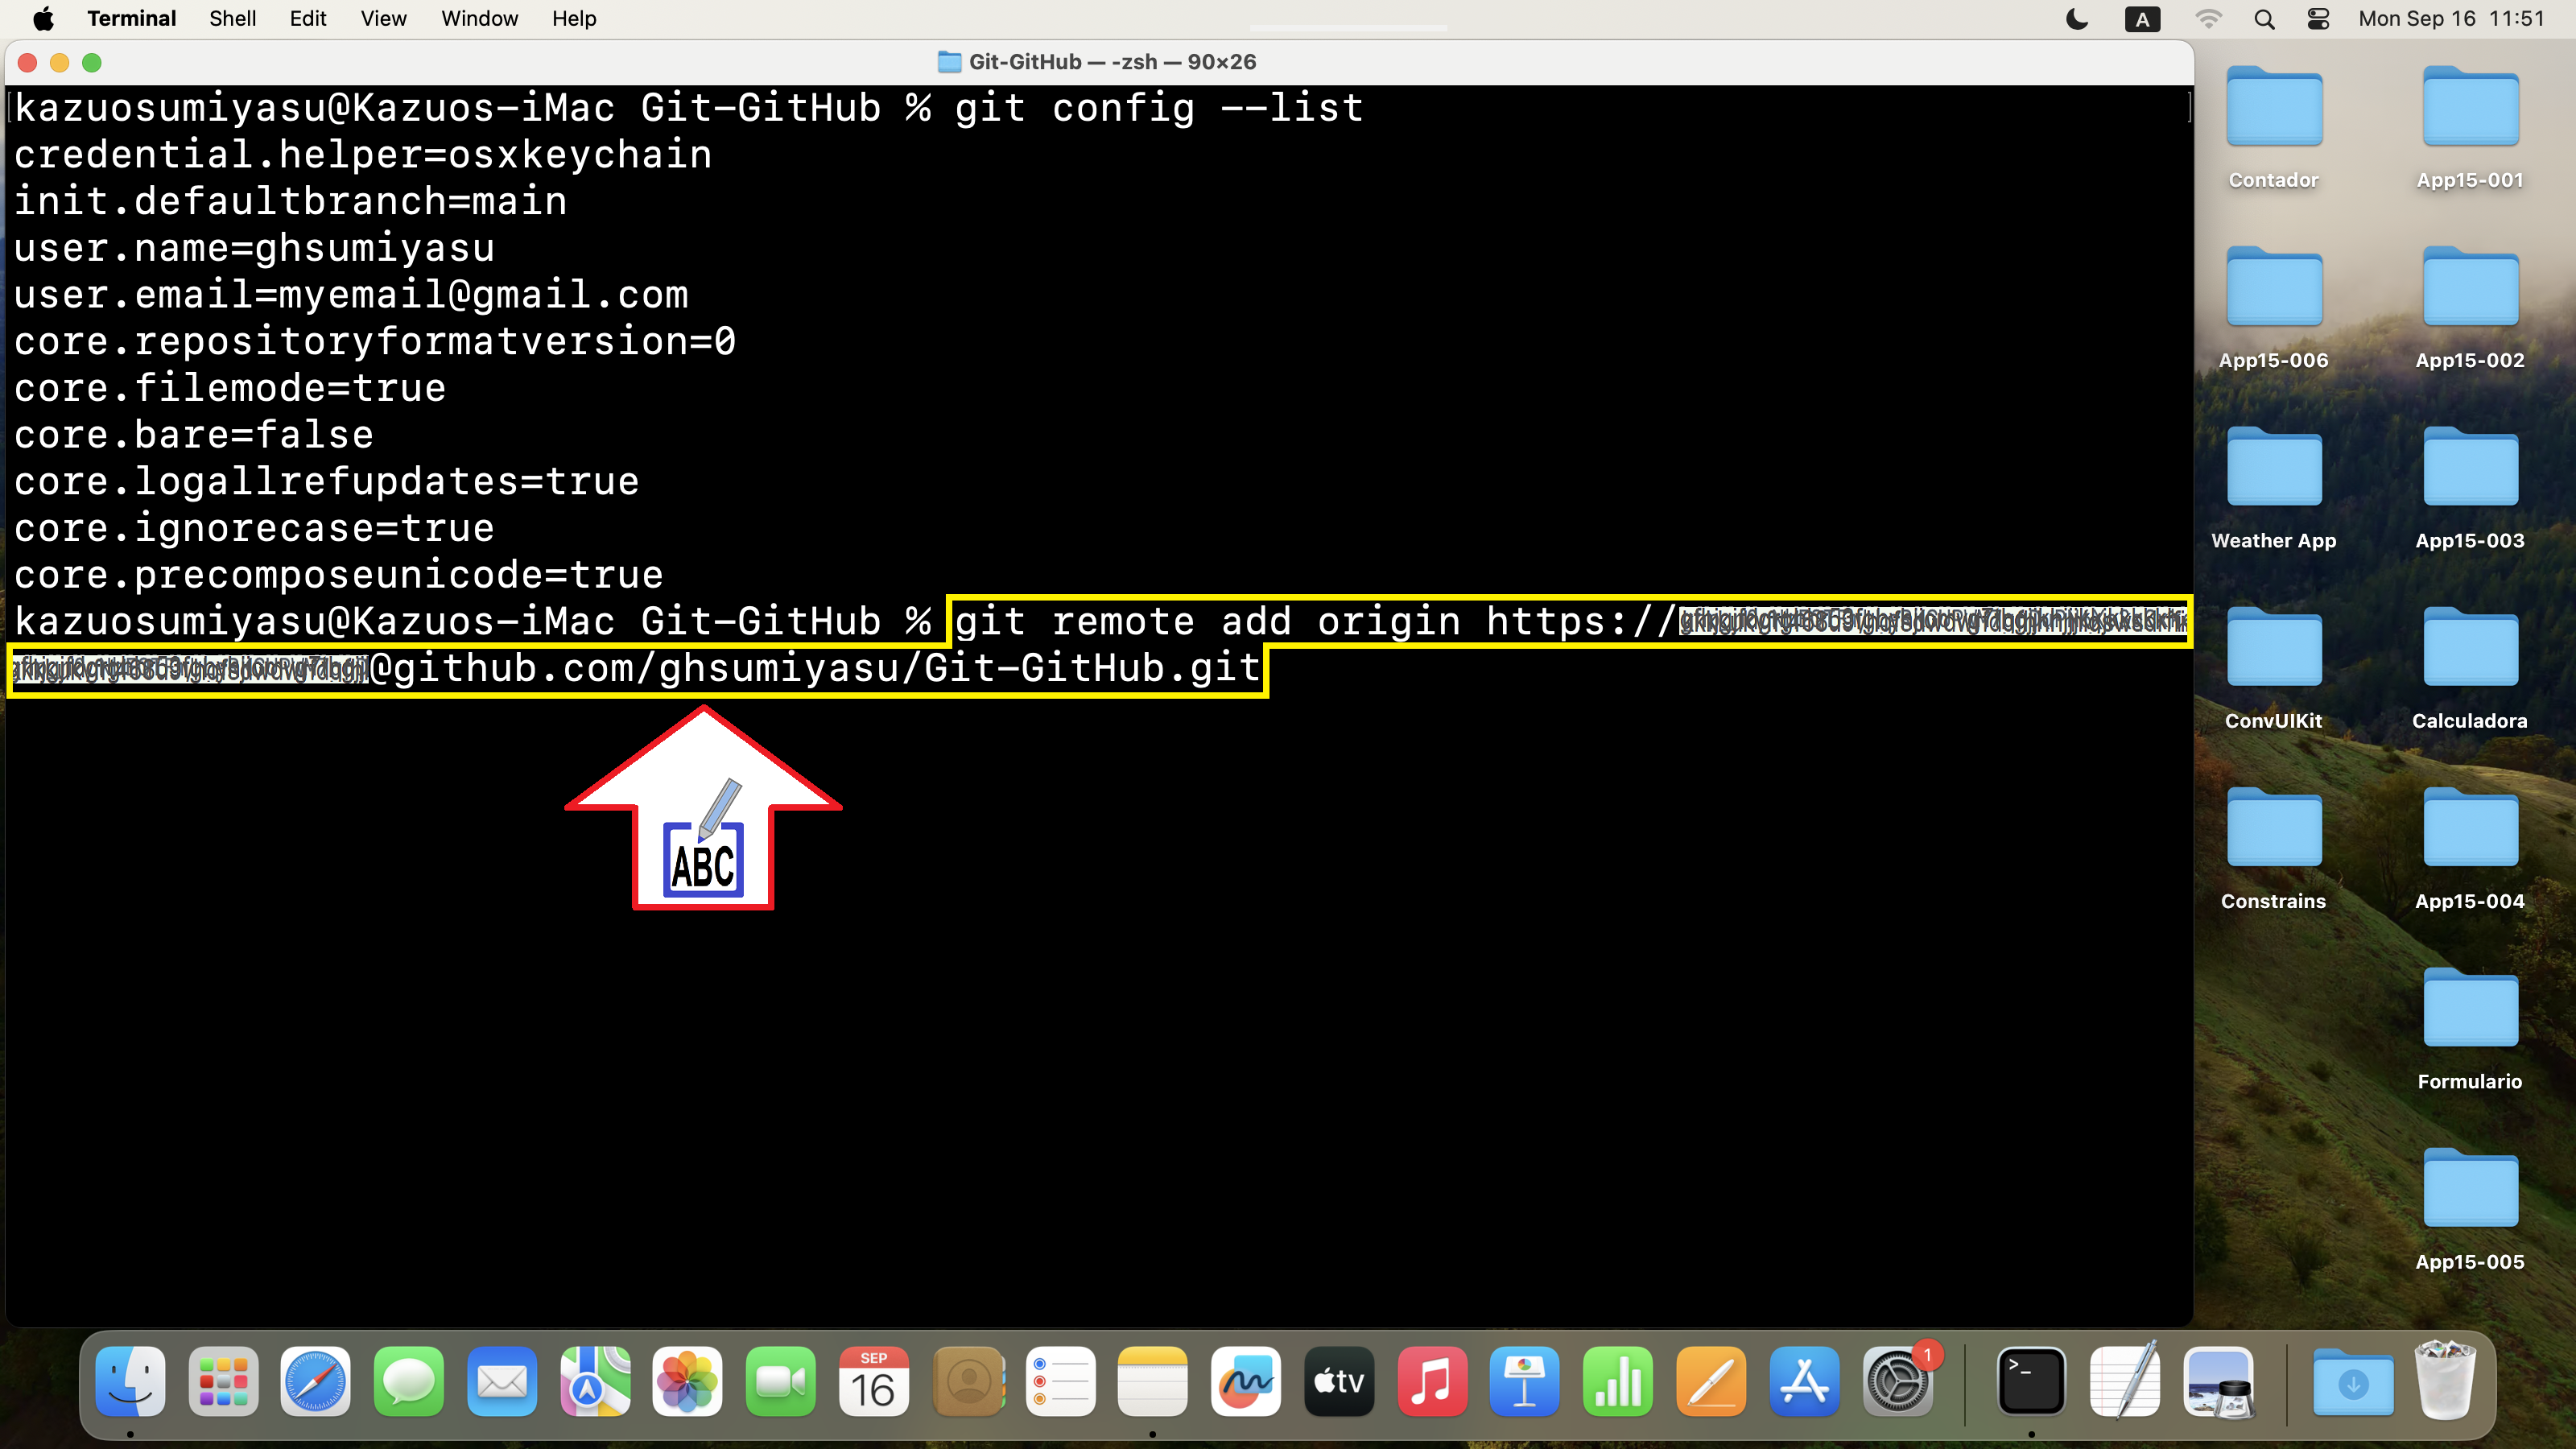 Terminal Shell Edit View Window Help
A Mon Sep 16 11:51
Git-GitHub — -zsh — 90×26
kazuosumiyasu@Kazuos-iMac Git-GitHub % git config --list
credential.helper=osxkeychain
init.defaultbranch=main
user.name=ghsumiyasu
user.email=myemail@gmail.com
core.repositoryformatversion=0
core.filemode=true
core.bare=false
core.logallrefupdates=true
core.ignorecase=true
core.precomposeunicode=true
kazuosumiyasu@Kazuos-iMac Git-GitHub % git remote add origin https://
@github.com/ghsumiyasu/Git-GitHub.git
ABC
Contador App15-001
App15-006 App15-002
Weather App App15-003
ConvUIKit Calculadora
Constrains App15-004
Formulario
App15-005
SEP
16
tv
1
>_